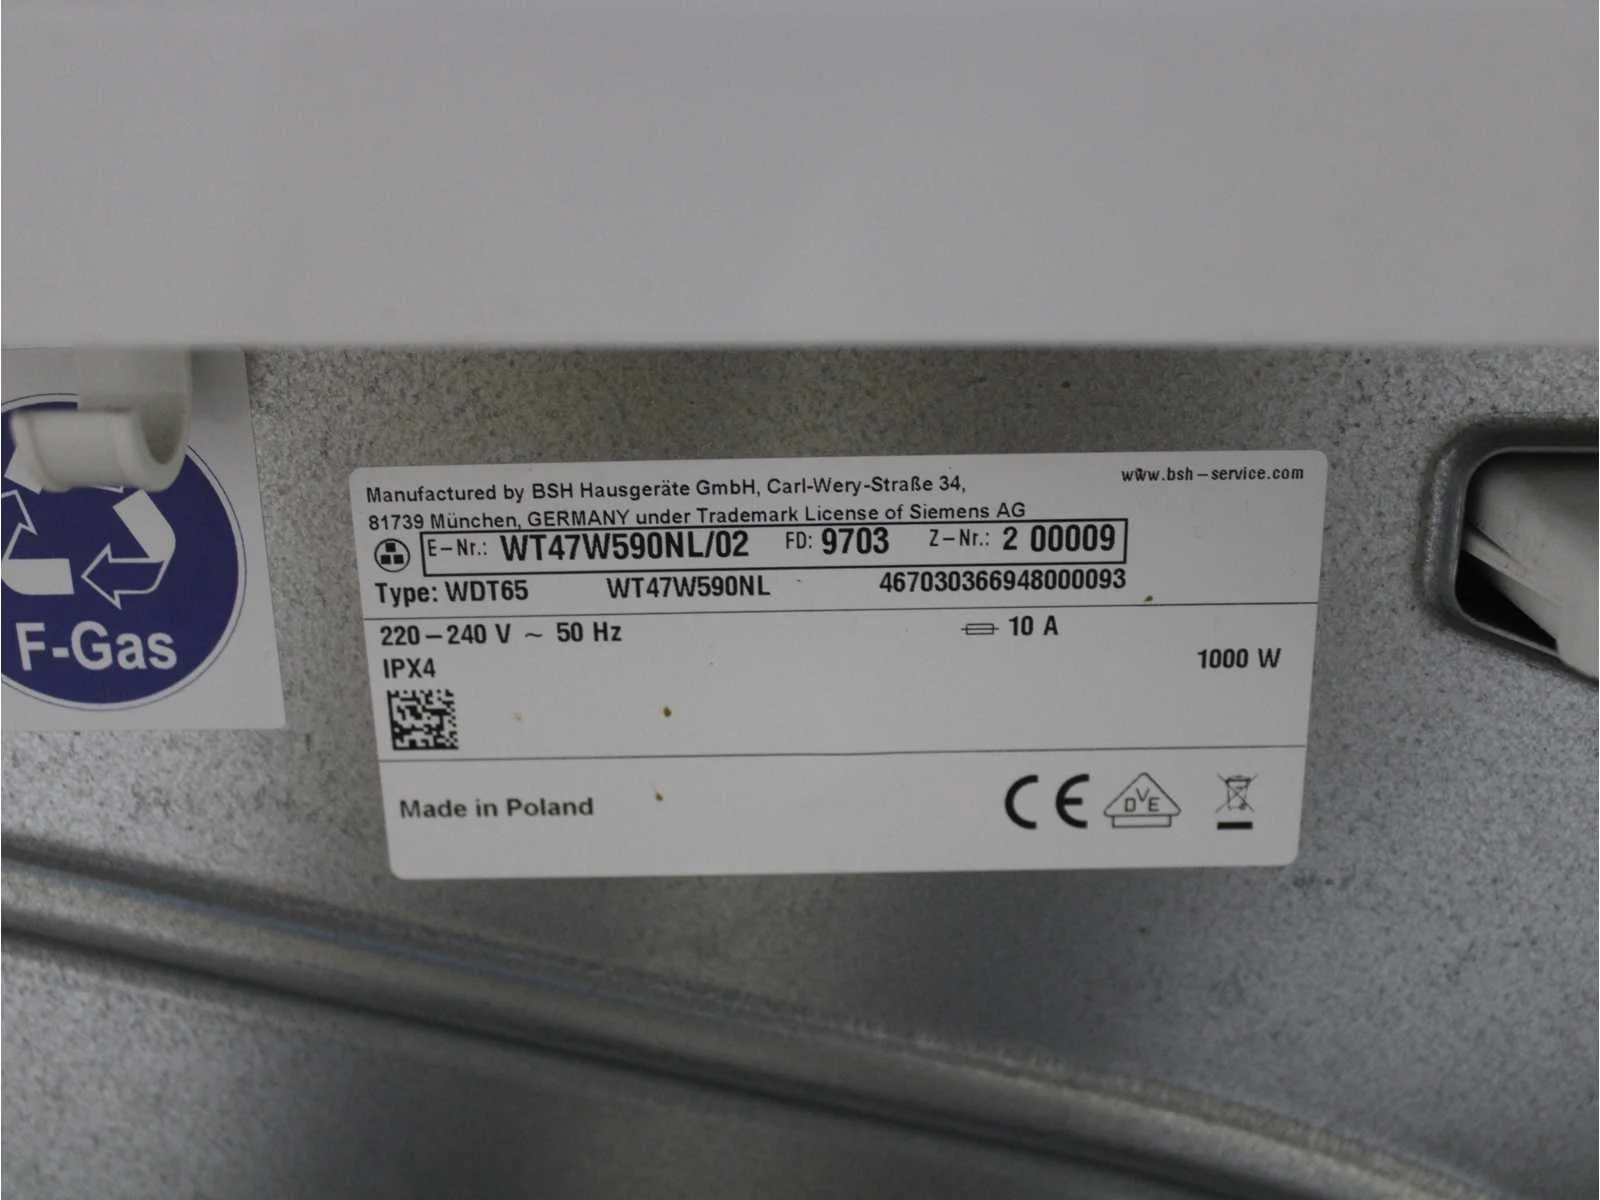 Manufactured by BSH Hausgeräte GmbH, Carl-Wery-Straße 34,
www.bsh-service.com
81739 München, GERMANY under Trademark License of Siemens AG
E-Nr.: WT47W590NL/02 FD: 9703 Z-Nr.: 2 00009
Type: WDT65 WT47W590NL 467030366948000093
220-240 V ~ 50 Hz 10 A
IPX4 1000 W
Made in Poland CE DVE
F-Gas